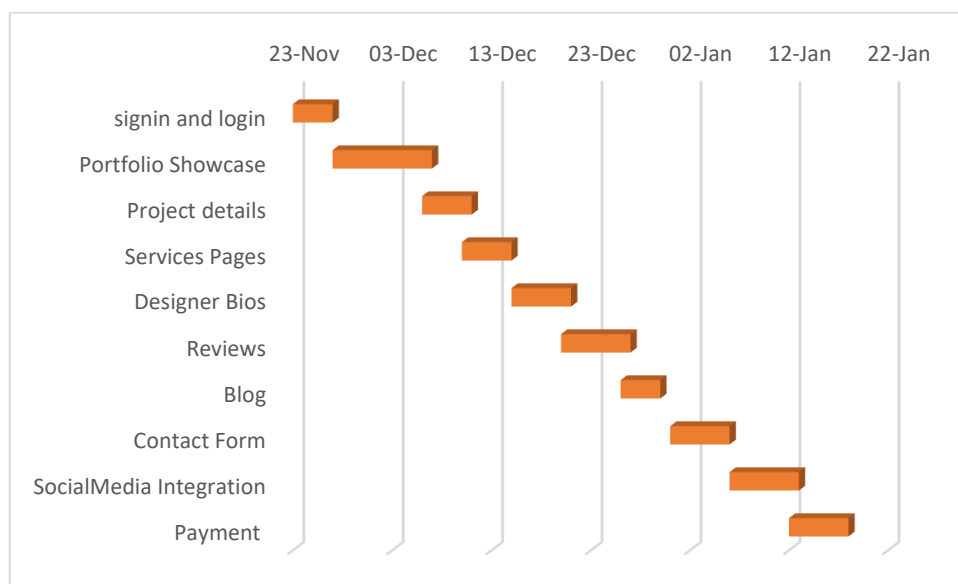 23-Nov 03-Dec 13-Dec 23-Dec 02-Jan 12-Jan 22-Jan
signin and login
Portfolio Showcase
Project details
Services Pages
Designer Bios
Reviews
Blog
Contact Form
SocialMedia Integration
Payment